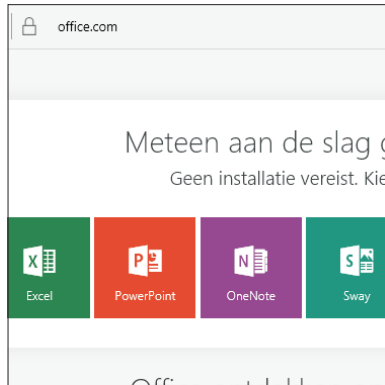 office.com
Meteen aan de slag
Geen installatie vereist.
Excel
PowerPoint
OneNote
Sway